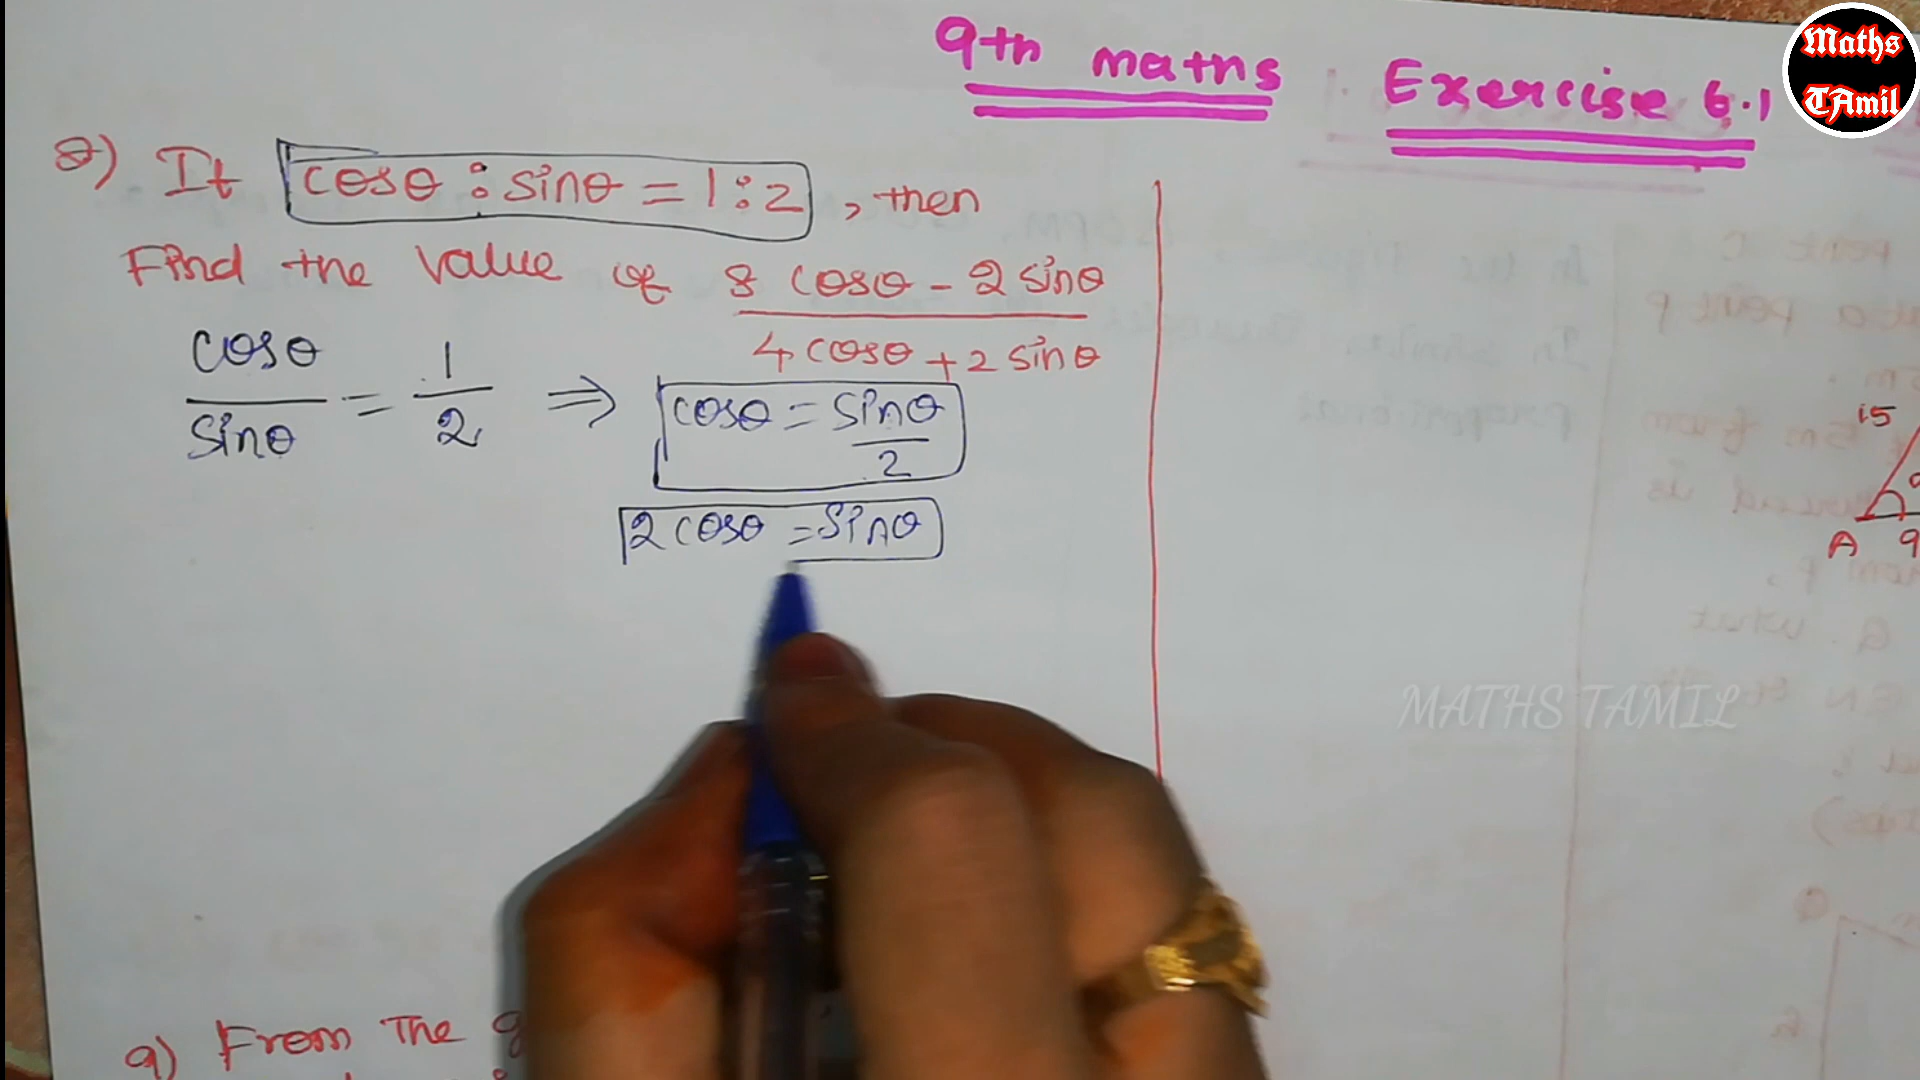 9th maths Exercise 6.1
Maths
TAmil
8) If cosθ : sinθ = 1:2, then
Find the value of 8 cosθ - 2 sinθ
4 cosθ + 2 sinθ
cosθ
sinθ
=
1
2
⇒
cosθ = sinθ
2
2 cosθ = sinθ
15
A 9
MATHS TAMIL
9) From The